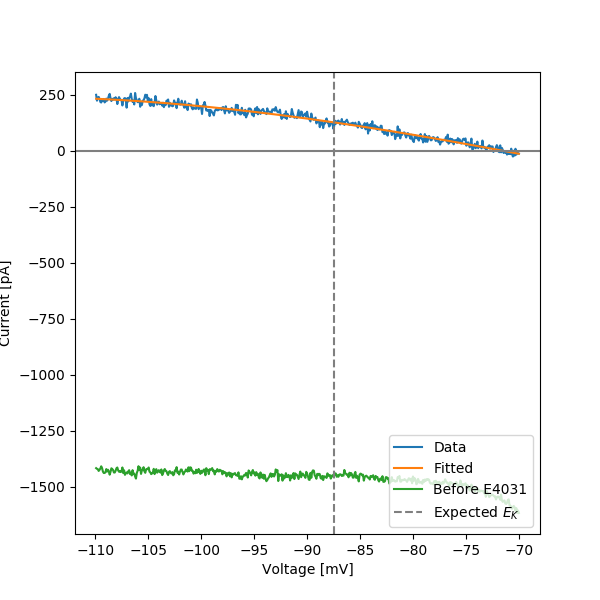 250
0
−250
−500
−750
−1000
−1250
−1500
Current [pA]
−110
−105
−100
−95
−90
−85
−80
−75
−70
Voltage [mV]
Data
Fitted
Before E4031
Expected E_K